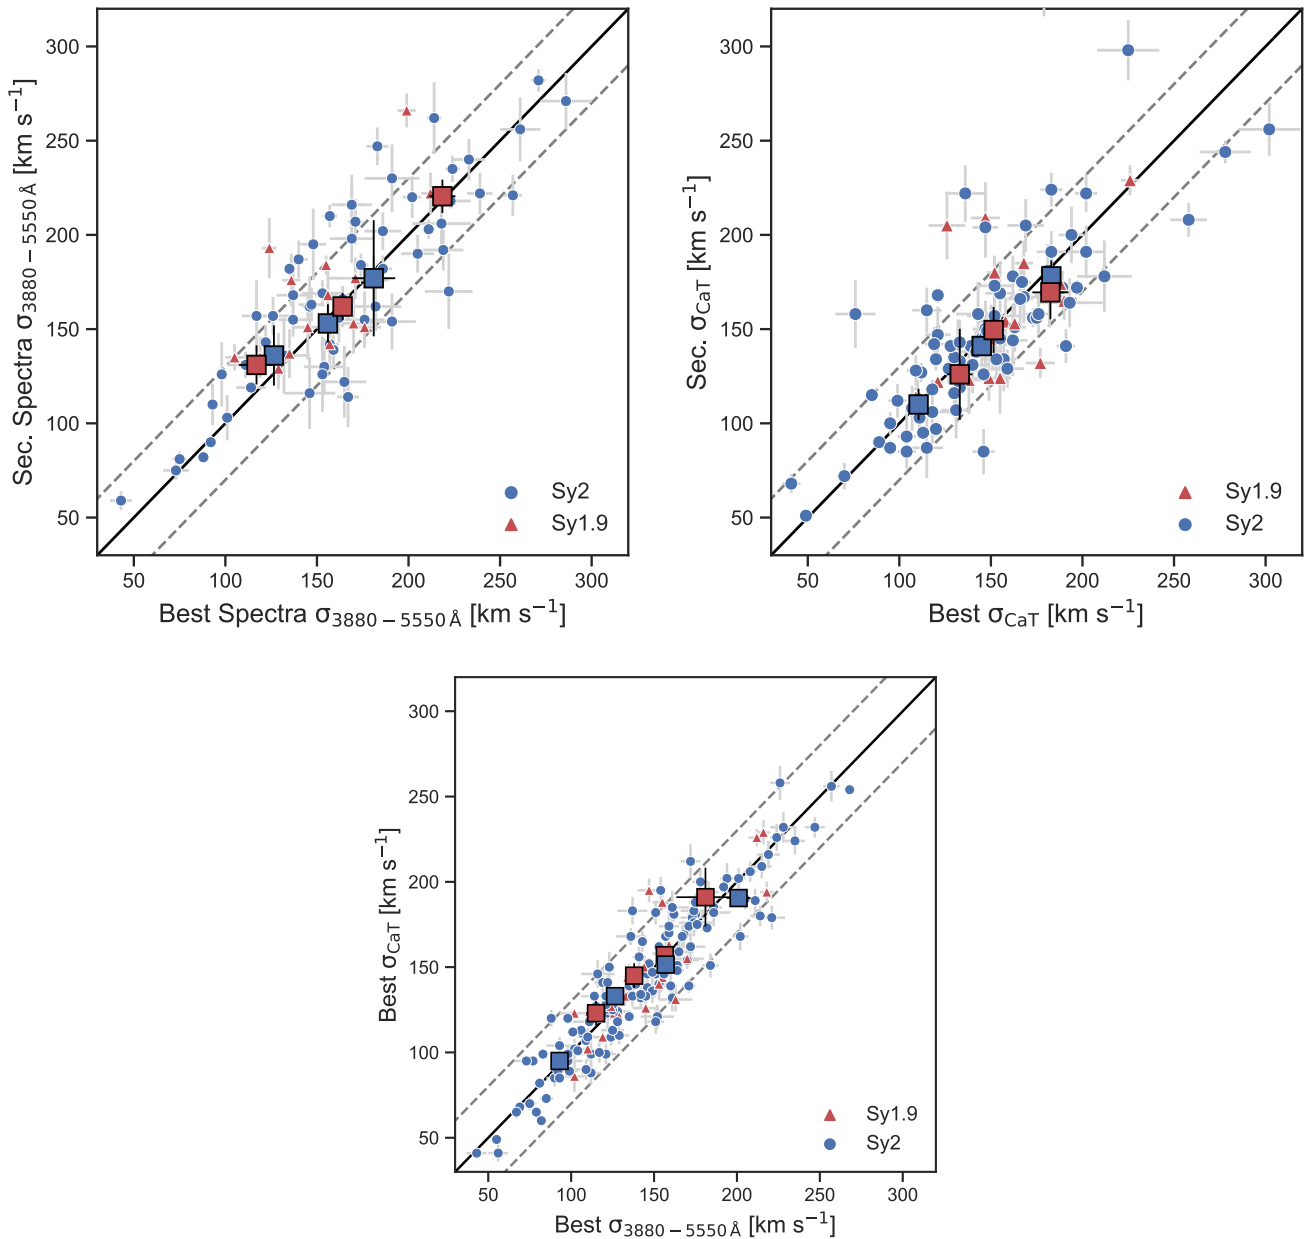 Sec. Spectra σ3880−5550 Å [km s−1]
300
250
200
150
100
50
Sy2
Sy1.9
50 100 150 200 250 300
Best Spectra σ3880−5550 Å [km s−1]
Sec. σCaT [km s−1]
300
250
200
150
100
50
Sy1.9
Sy2
50 100 150 200 250 300
Best σCaT [km s−1]
Best σCaT [km s−1]
300
250
200
150
100
50
Sy1.9
Sy2
50 100 150 200 250 300
Best σ3880−5550 Å [km s−1]